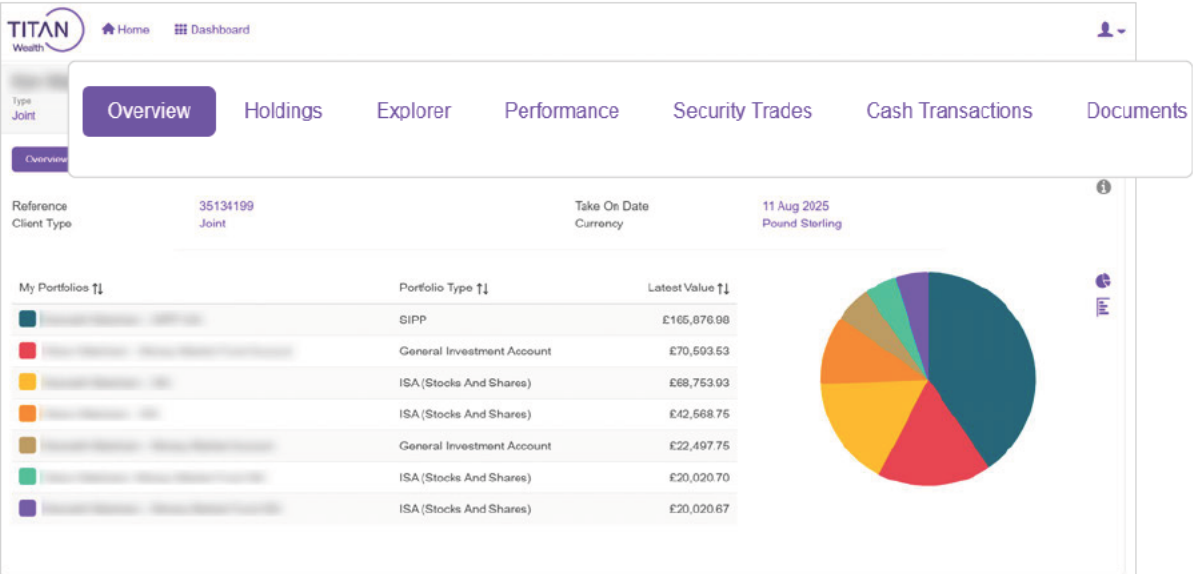 TITAN
Wealth
Home
Dashboard
Type
Joint
Overview
Holdings
Explorer
Performance
Security Trades
Cash Transactions
Documents
Overview
Reference 35134199 Take On Date 11 Aug 2025
Client Type Joint Currency Pound Sterling
My Portfolios Portfolio Type Latest Value
SIPP £165,876.98
General Investment Account £70,593.53
ISA (Stocks And Shares) £68,753.93
ISA (Stocks And Shares) £42,568.75
General Investment Account £22,497.75
ISA (Stocks And Shares) £20,020.70
ISA (Stocks And Shares) £20,020.67